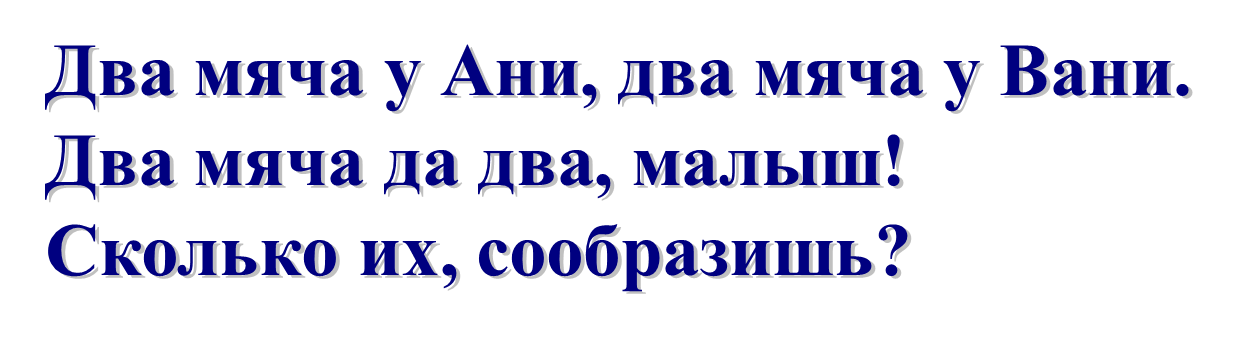 Два мяча у Ани, два мяча у Вани.
Два мяча да два, малыш!
Сколько их, сообразишь?